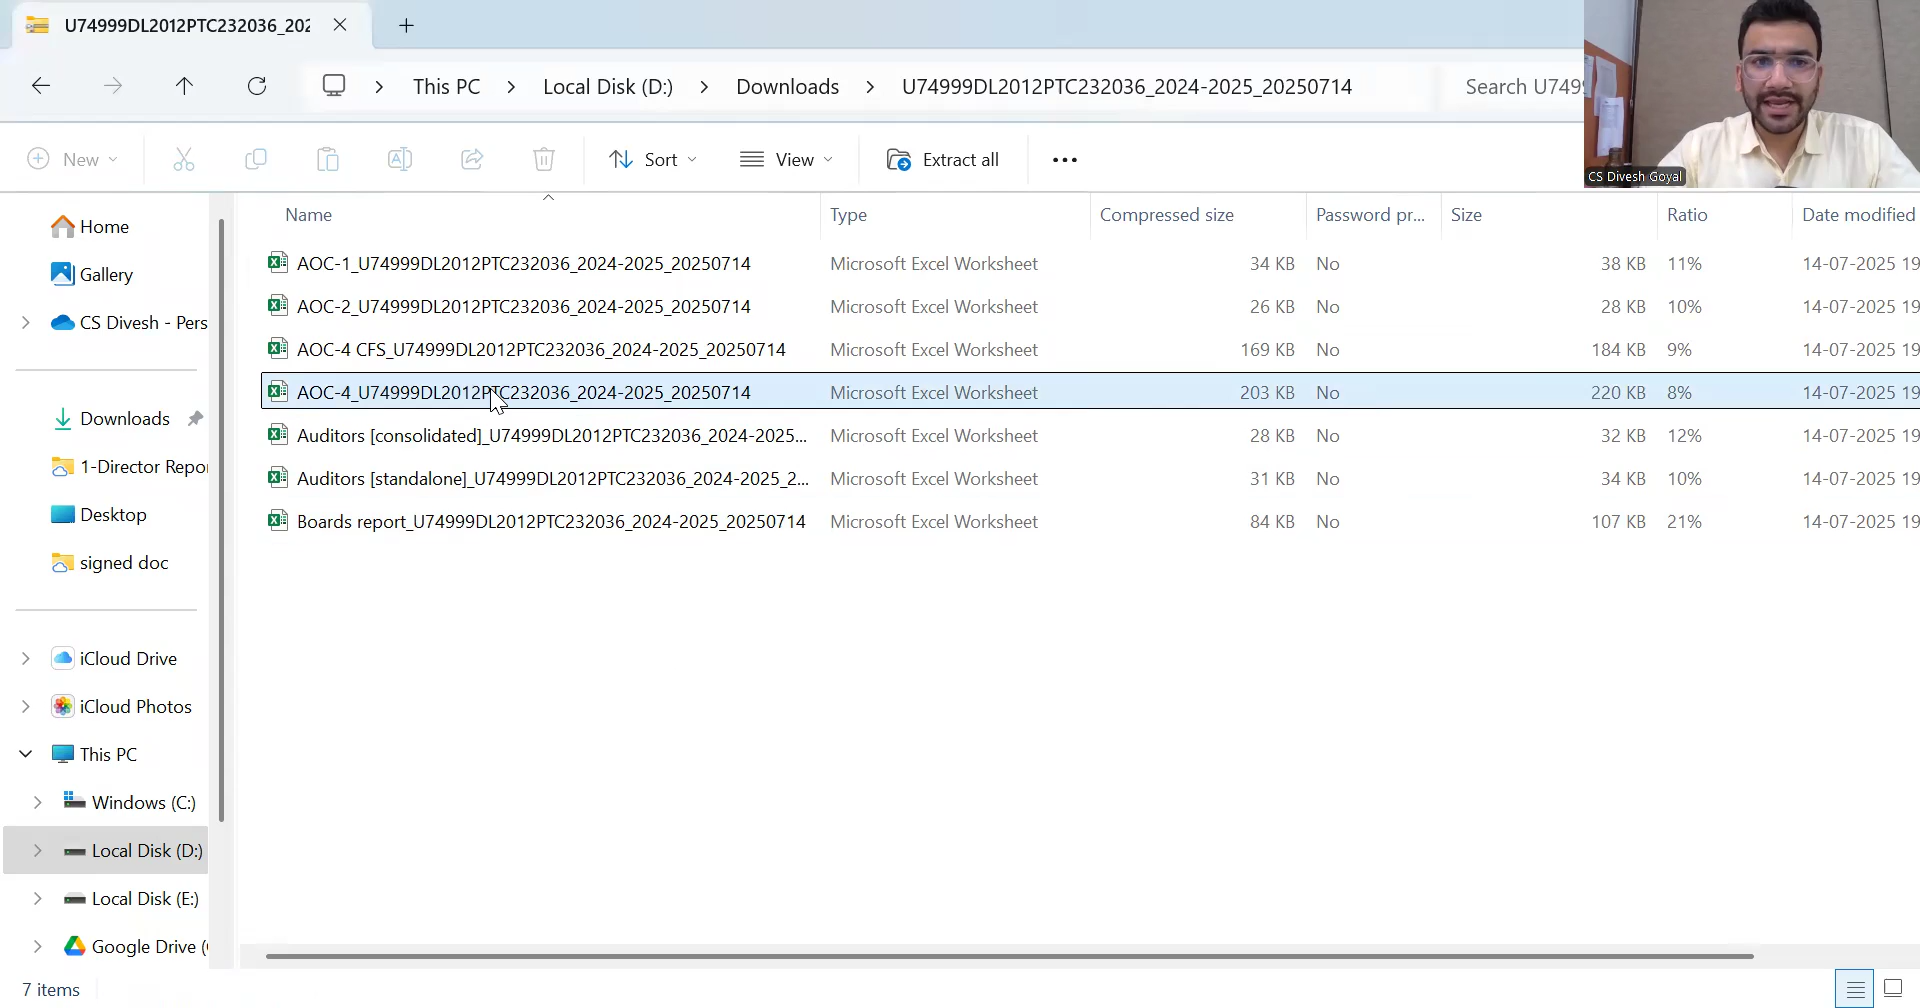 U74999DL2012PTC232036_202
This PC > Local Disk (D:) > Downloads > U74999DL2012PTC232036_2024-2025_20250714
Search U749
New
Sort
View
Extract all
CS Divesh Goyal
Name Type Compressed size Password pr... Size Ratio Date modified
AOC-1_U74999DL2012PTC232036_2024-2025_20250714 Microsoft Excel Worksheet 34 KB No 38 KB 11% 14-07-2025 19
AOC-2_U74999DL2012PTC232036_2024-2025_20250714 Microsoft Excel Worksheet 26 KB No 28 KB 10% 14-07-2025 19
AOC-4 CFS_U74999DL2012PTC232036_2024-2025_20250714 Microsoft Excel Worksheet 169 KB No 184 KB 9% 14-07-2025 19
AOC-4_U74999DL2012PTC232036_2024-2025_20250714 Microsoft Excel Worksheet 203 KB No 220 KB 8% 14-07-2025 19
Auditors [consolidated]_U74999DL2012PTC232036_2024-2025... Microsoft Excel Worksheet 28 KB No 32 KB 12% 14-07-2025 19
Auditors [standalone]_U74999DL2012PTC232036_2024-2025_2... Microsoft Excel Worksheet 31 KB No 34 KB 10% 14-07-2025 19
Boards report_U74999DL2012PTC232036_2024-2025_20250714 Microsoft Excel Worksheet 84 KB No 107 KB 21% 14-07-2025 19
Home
Gallery
CS Divesh - Pers
Downloads
1-Director Repor
Desktop
signed doc
iCloud Drive
iCloud Photos
This PC
Windows (C:)
Local Disk (D:)
Local Disk (E:)
Google Drive (
7 items